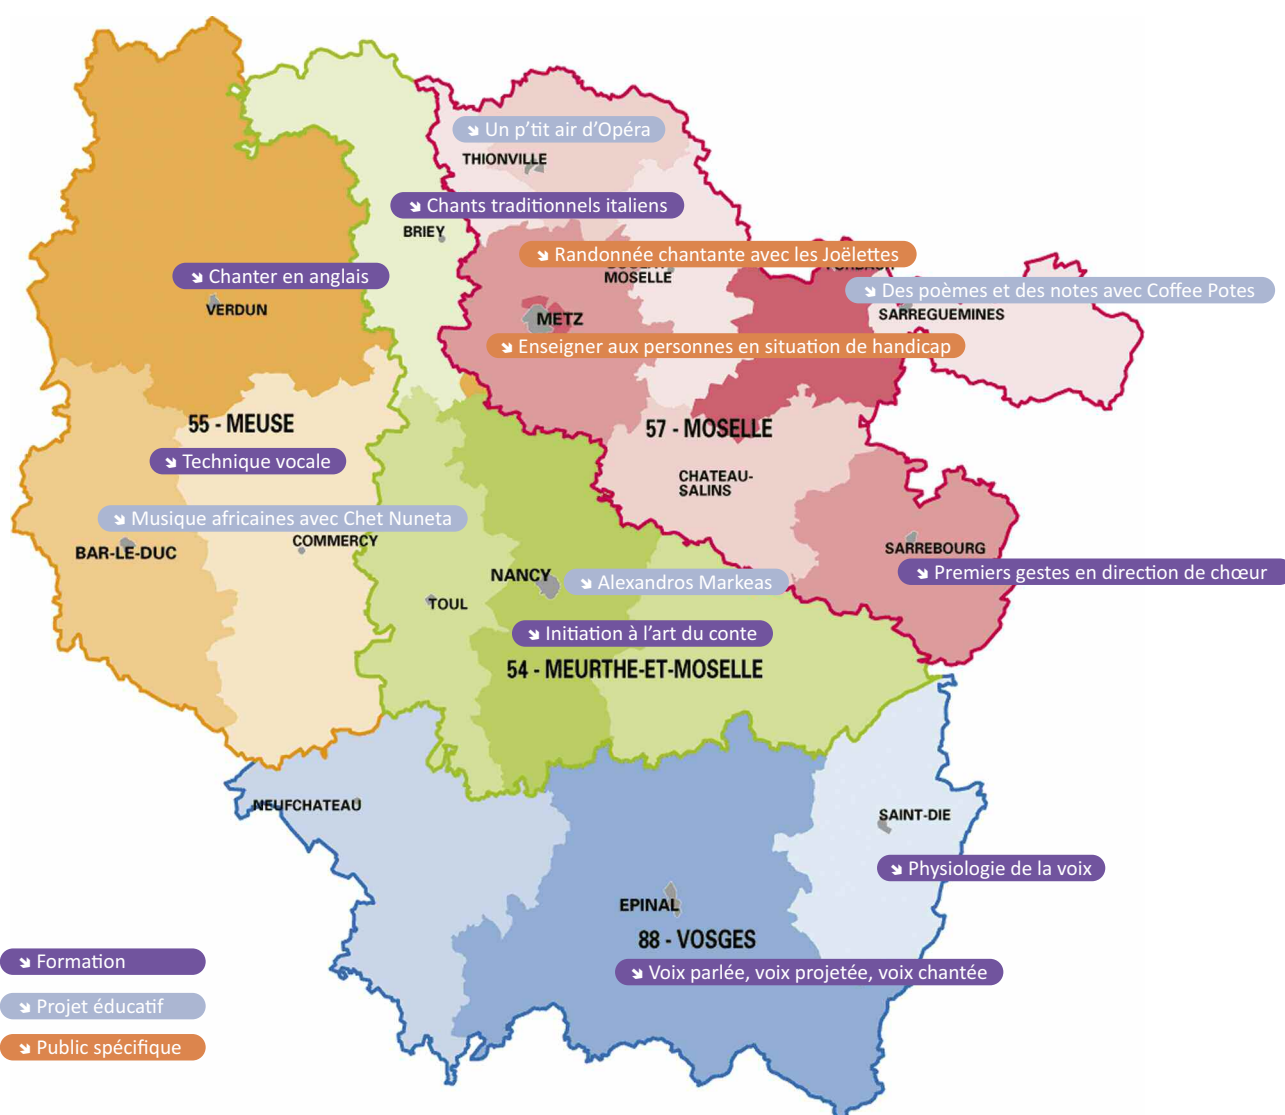 Un p'tit air d'Opéra
THIONVILLE
Chants traditionnels italiens
BRIEY
Randonnée chantante avec les Joëlettes
MOSELLE
Chanter en anglais
Des poèmes et des notes avec Coffee Potes
VERDUN
SARREGUEMINES
METZ
Enseigner aux personnes en situation de handicap
55 - MEUSE
57 - MOSELLE
Technique vocale
CHATEAU-
SALINS
Musique africaines avec Chet Nuneta
COMMERCY
BAR-LE-DUC
SARREBOURG
NANCY
Alexandros Markeas
Premiers gestes en direction de chœur
TOUL
Initiation à l'art du conte
54 - MEURTHE-ET-MOSELLE
NEUFCHATEAU
SAINT-DIE
Physiologie de la voix
EPINAL
88 - VOSGES
Voix parlée, voix projetée, voix chantée
Formation
Projet éducatif
Public spécifique